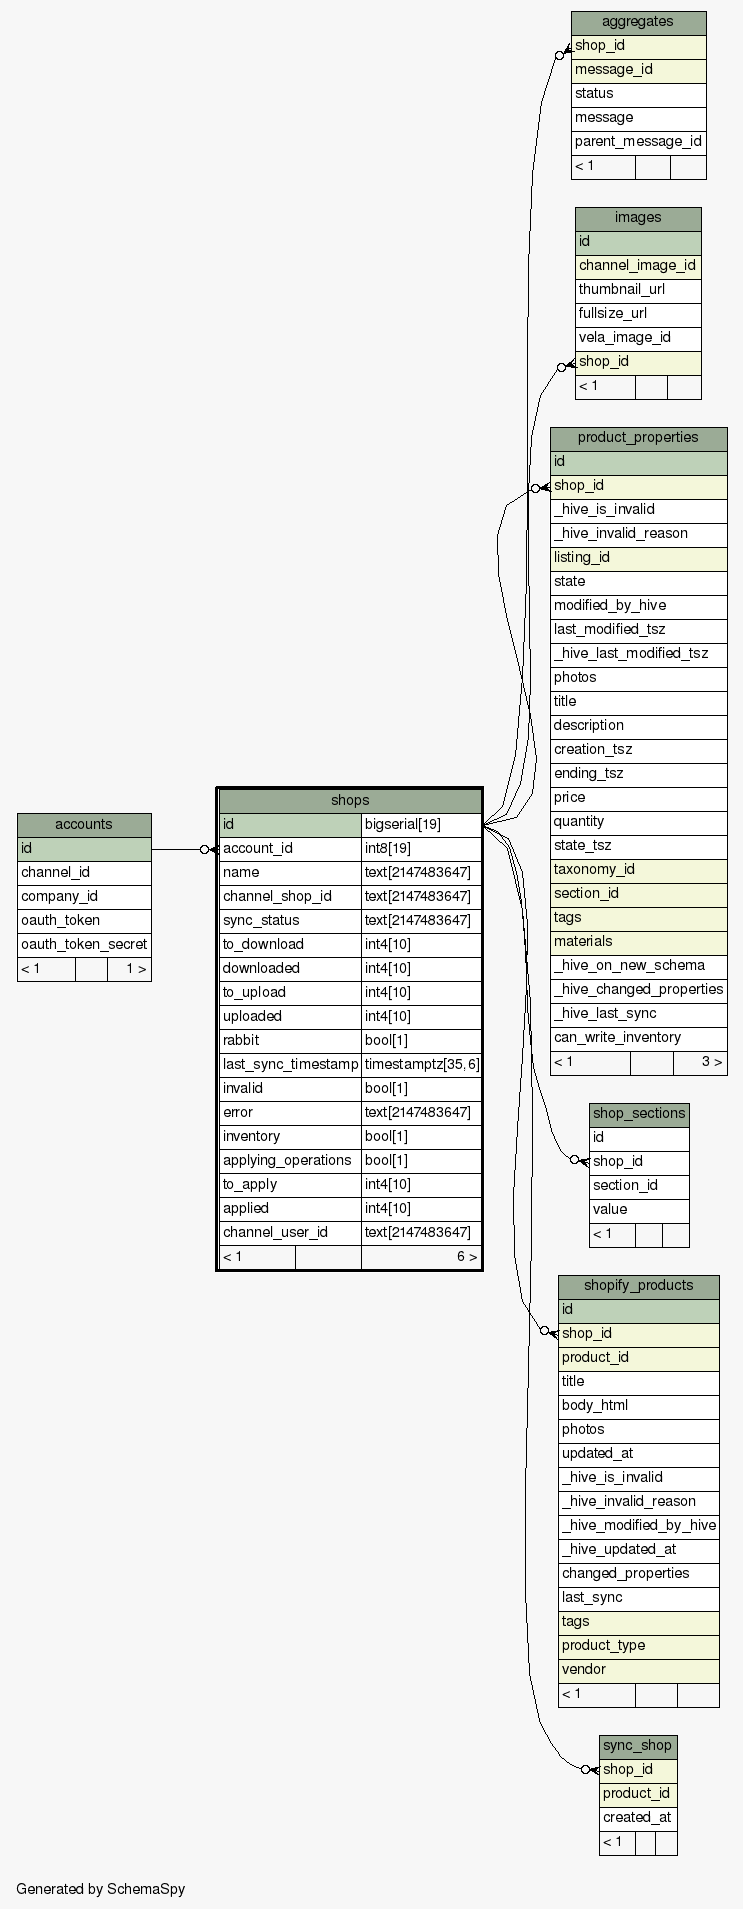 aggregates
shop_id
message_id
status
message
parent_message_id
< 1
images
id
channel_image_id
thumbnail_url
fullsize_url
vela_image_id
shop_id
< 1
product_properties
id
shop_id
_hive_is_invalid
_hive_invalid_reason
listing_id
state
modified_by_hive
last_modified_tsz
_hive_last_modified_tsz
photos
title
description
creation_tsz
ending_tsz
price
quantity
state_tsz
taxonomy_id
section_id
tags
materials
_hive_on_new_schema
_hive_changed_properties
_hive_last_sync
can_write_inventory
< 1 3 >
accounts
id
channel_id
company_id
oauth_token
oauth_token_secret
< 1 1 >
shops
id bigserial[19]
account_id int8[19]
name text[2147483647]
channel_shop_id text[2147483647]
sync_status text[2147483647]
to_download int4[10]
downloaded int4[10]
to_upload int4[10]
uploaded int4[10]
rabbit bool[1]
last_sync_timestamp timestamptz[35,6]
invalid bool[1]
error text[2147483647]
inventory bool[1]
applying_operations bool[1]
to_apply int4[10]
applied int4[10]
channel_user_id text[2147483647]
< 1 6 >
shop_sections
id
shop_id
section_id
value
< 1
shopify_products
id
shop_id
product_id
title
body_html
photos
updated_at
_hive_is_invalid
_hive_invalid_reason
_hive_modified_by_hive
_hive_updated_at
changed_properties
last_sync
tags
product_type
vendor
< 1
sync_shop
shop_id
product_id
created_at
< 1
Generated by SchemaSpy